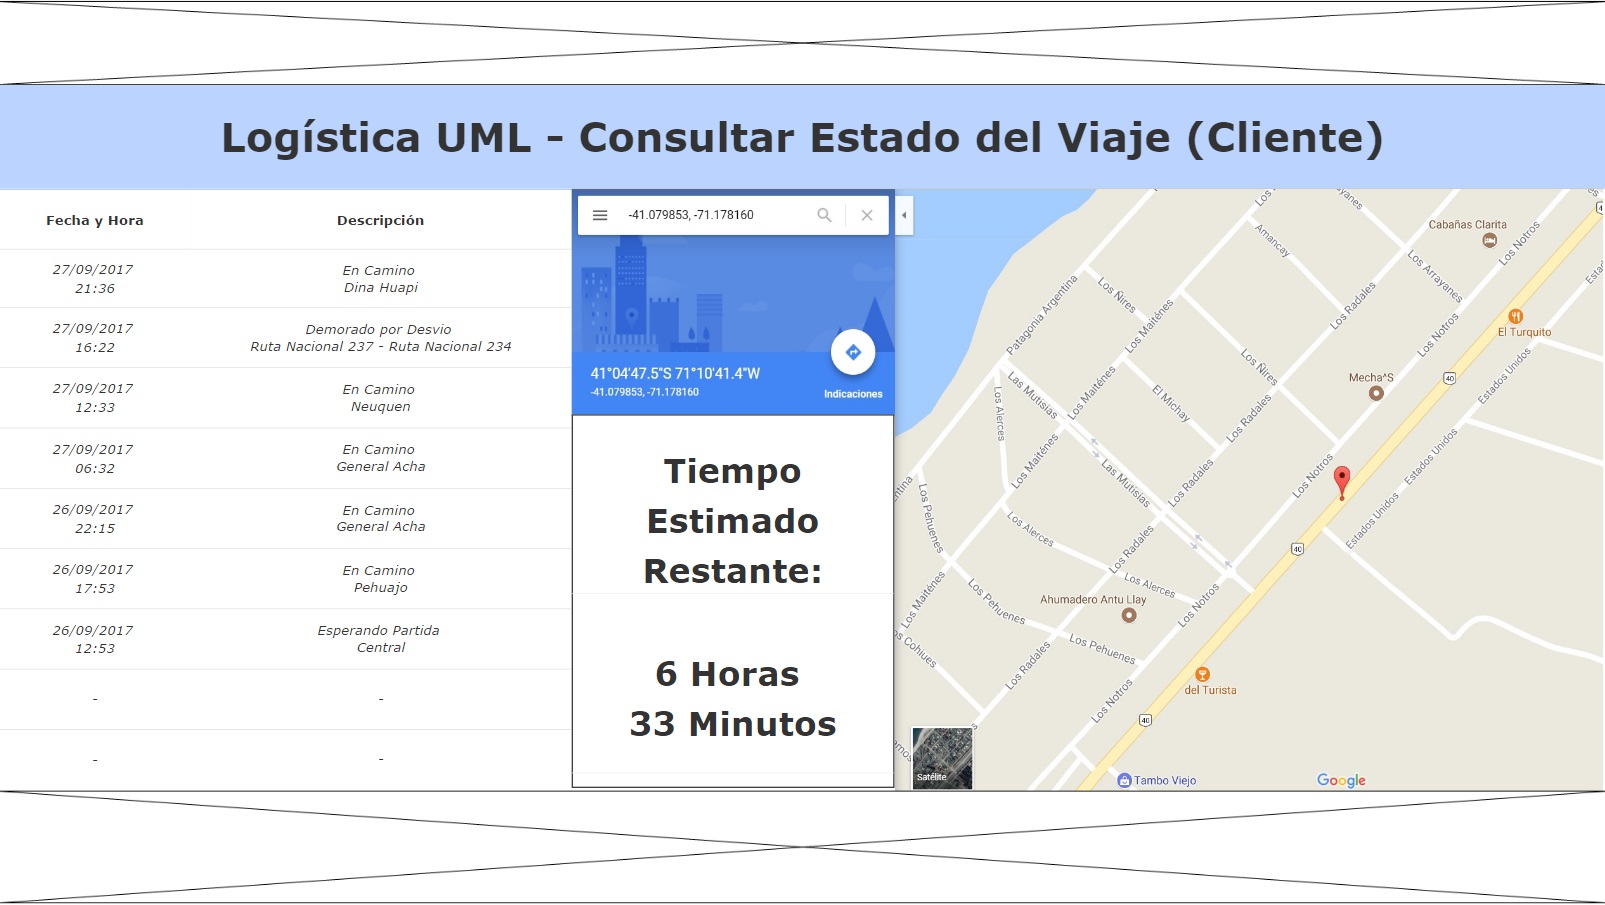 Logística UML - Consultar Estado del Viaje (Cliente)
Fecha y Hora
Descripción
27/09/2017
21:36
En Camino
Dina Huapi
27/09/2017
16:22
Demorado por Desvio
Ruta Nacional 237 - Ruta Nacional 234
27/09/2017
12:33
En Camino
Neuquen
27/09/2017
06:32
En Camino
General Acha
26/09/2017
22:15
En Camino
General Acha
26/09/2017
17:53
En Camino
Pehuajo
26/09/2017
12:53
Esperando Partida
Central
-
-
-
-
-41.079853, -71.178160
41°04'47.5"S 71°10'41.4"W
-41.079853, -71.178160
Indicaciones
Tiempo
Estimado
Restante:
6 Horas
33 Minutos
Los
Amancay
Cabañas Clarita
Los Notros
Los Arrayanes
Patagonia Argentina
Los Ñires
Los Maiténes
Los Radales
Los Notros
El Turquito
Estados Unidos
Los Ñires
Mecha^S
40
Las Mutisias
Los Maiténes
El Michay
Los Radales
Los Alerces
Los Maiténes
Las Mutisias
Los Radales
Los Notros
Estados Unidos
Estados Unidos
Los Pehuenes
Los Alerces
Los Radales
40
Los Alerces
Los Maiténes
Los Pehuenes
Ahumadero Antu Llay
Los Notros
Los Pehuenes
Los Radales
Los Notros
del Turista
40
Satélite
Tambo Viejo
Google